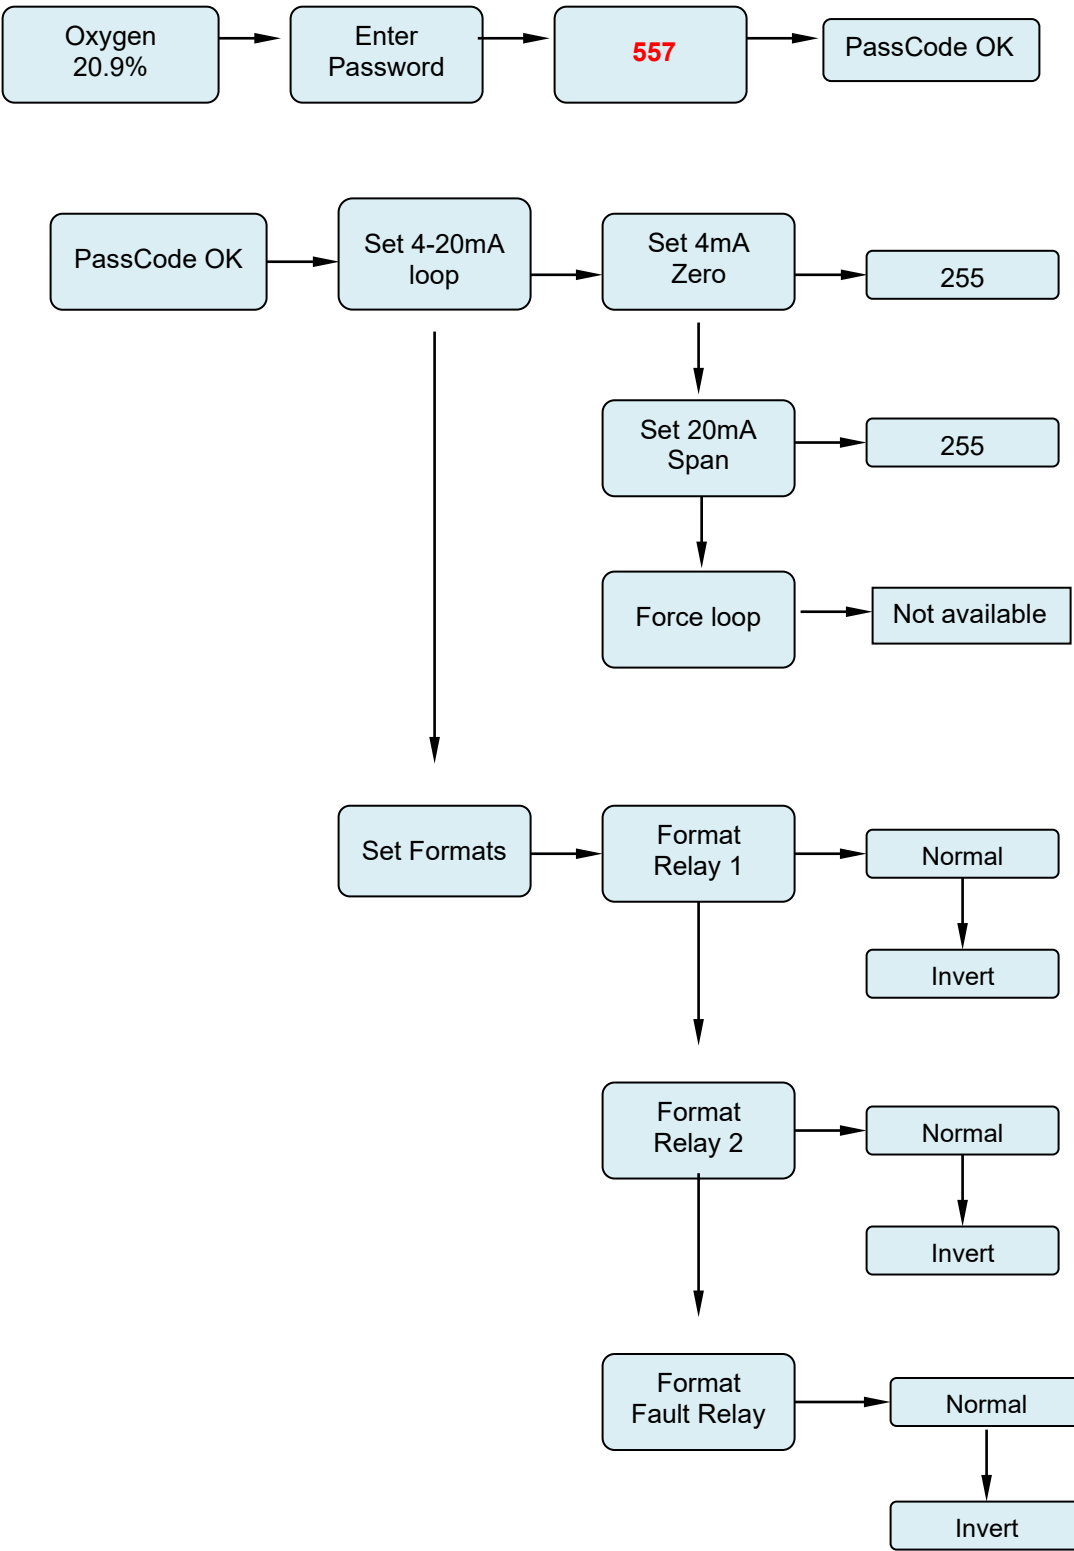 Oxygen
20.9%
Enter
Password
557
PassCode OK
PassCode OK
Set 4-20mA
loop
Set 4mA
Zero
255
Set 20mA
Span
255
Force loop
Not available
Set Formats
Format
Relay 1
Normal
Invert
Format
Relay 2
Normal
Invert
Format
Fault Relay
Normal
Invert